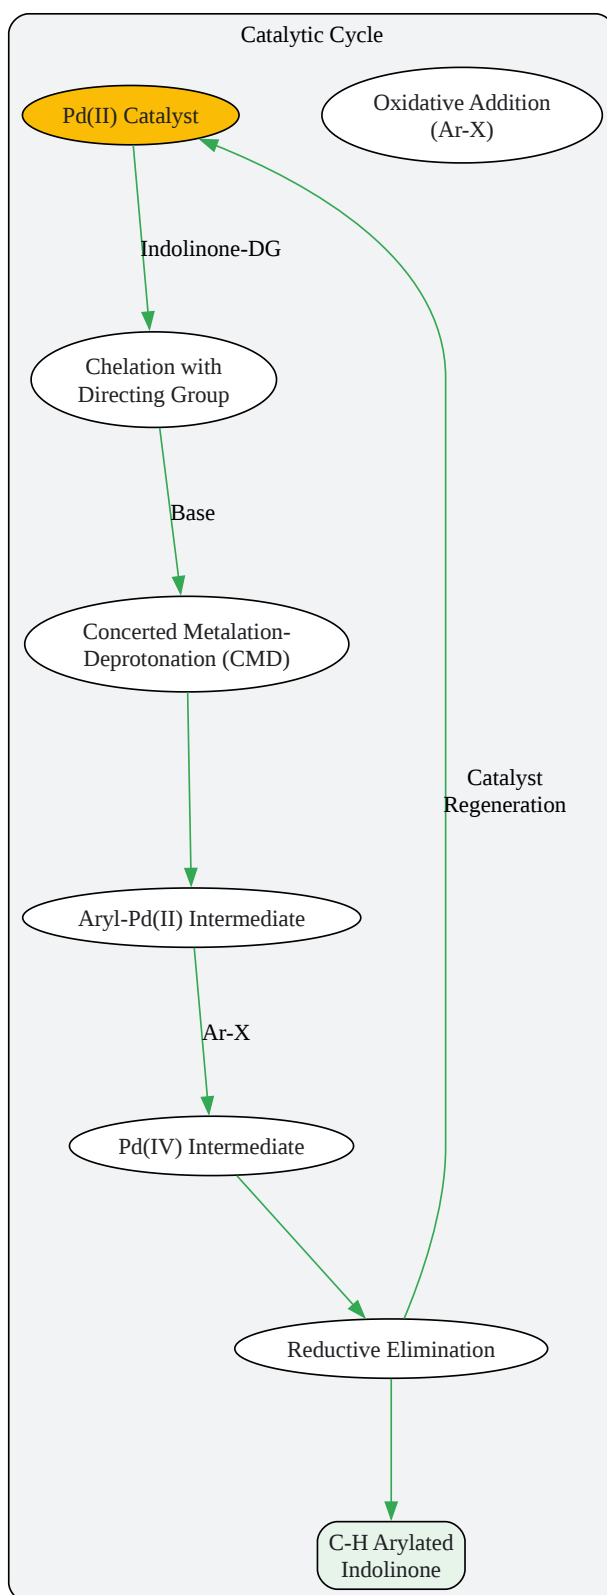 Catalytic Cycle
Pd(II) Catalyst
Oxidative Addition
(Ar-X)
Indolinone-DG
Chelation with
Directing Group
Base
Concerted Metalation-
Deprotonation (CMD)
Catalyst
Regeneration
Aryl-Pd(II) Intermediate
Ar-X
Pd(IV) Intermediate
Reductive Elimination
C-H Arylated
Indolinone